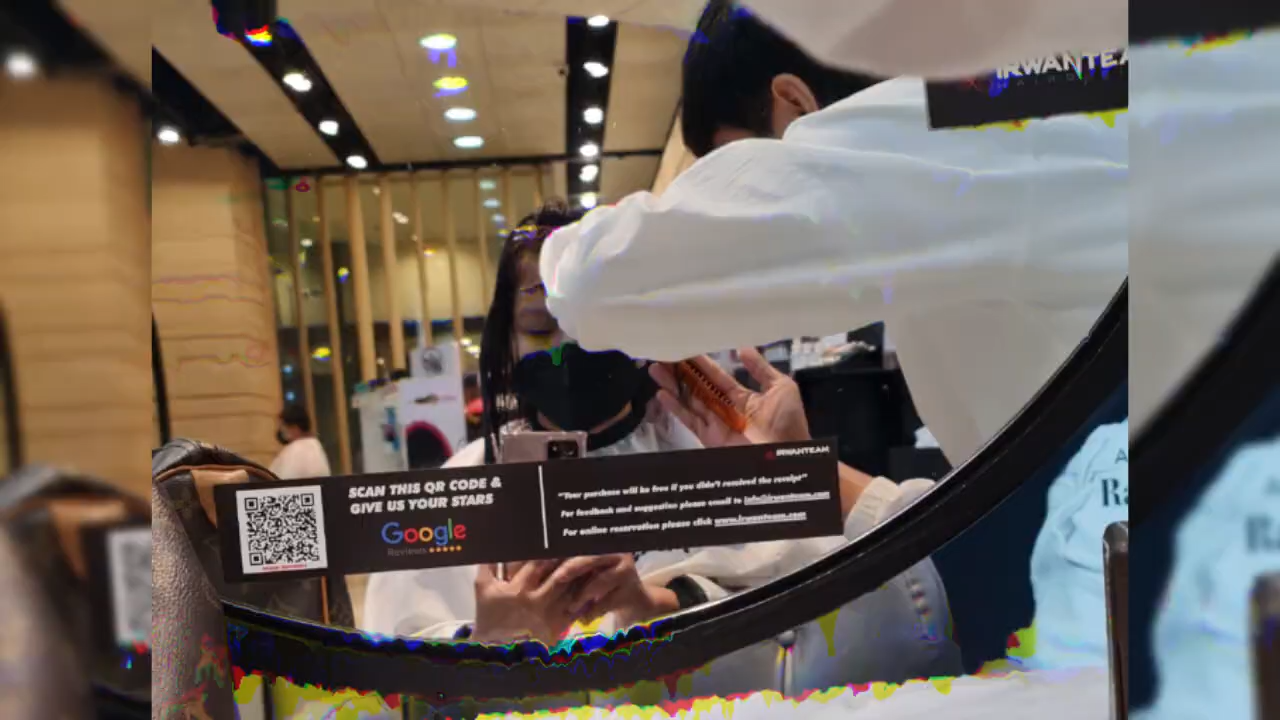 IRWANTEA
SCAN THIS QR CODE &
GIVE US YOUR STARS
Google
Reviews
IRWANTEAM
"Your purchase will be free if you didn't received the receipt"
For feedback and suggestion please email to info@irwanteam.com
For online reservation please click www.irwanteam.com
A
Ra